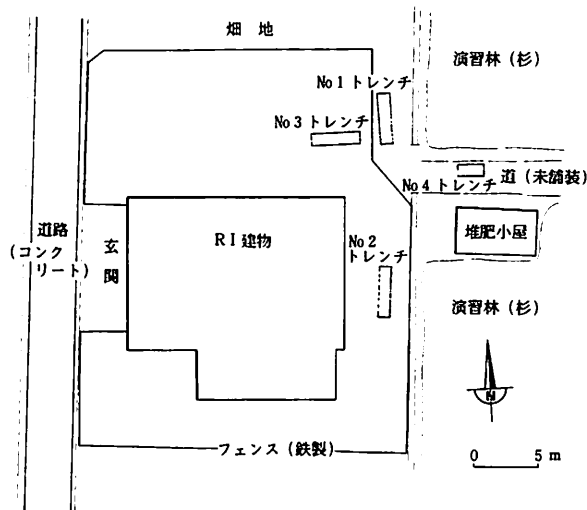 畑 地
演習林 (杉)
No 1 トレンチ
No 3 トレンチ
道 (未舗装)
No 4 トレンチ
道路
(コンク
リート)
玄
関
R I 建物
No 2
トレンチ
堆肥小屋
演習林 (杉)
N
フェンス (鉄製)
0 5 m